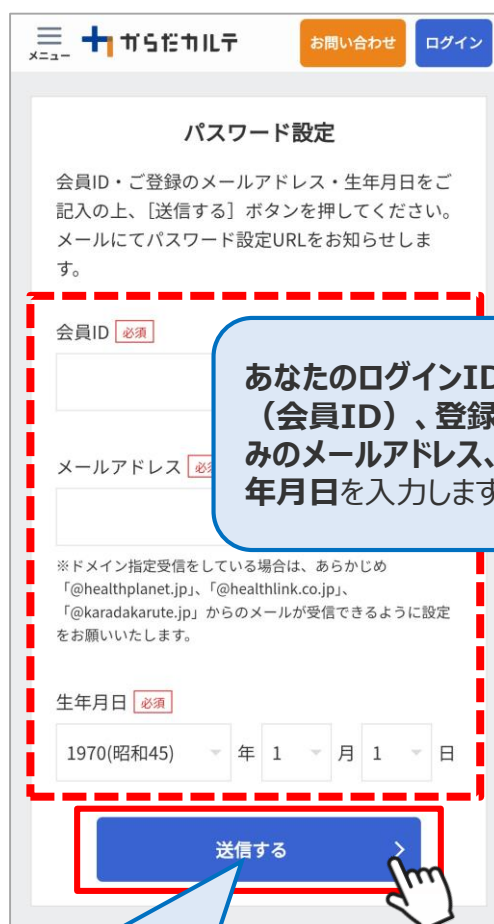 メニュー
からだカルテ
お問い合わせ
ログイン
パスワード設定
会員ID・ご登録のメールアドレス・生年月日をご
記入の上、[送信する] ボタンを押してください。
メールにてパスワード設定URLをお知らせしま
す。
会員ID 必須
あなたのログインID
（会員ID）、登録
みのメールアドレス、
年月日を入力します
メールアドレス
※ドメイン指定受信をしている場合は、あらかじめ
「@healthplanet.jp」、「@healthlink.co.jp」、
「@karadakarute.jp」からのメールが受信できるように設定
をお願いいたします。
生年月日 必須
1970(昭和45) 年 1 月 1 日
送信する